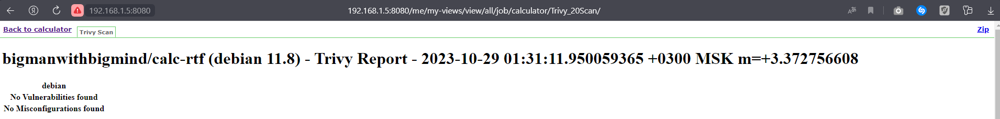 192.168.1.5:8080
192.168.1.5:8080/me/my-views/view/all/job/calculator/Trivy_20Scan/
Back to calculator
Trivy Scan
Zip
bigmanwithbigmind/calc-rtf (debian 11.8) - Trivy Report - 2023-10-29 01:31:11.950059365 +0300 MSK m=+3.372756608
debian
No Vulnerabilities found
No Misconfigurations found